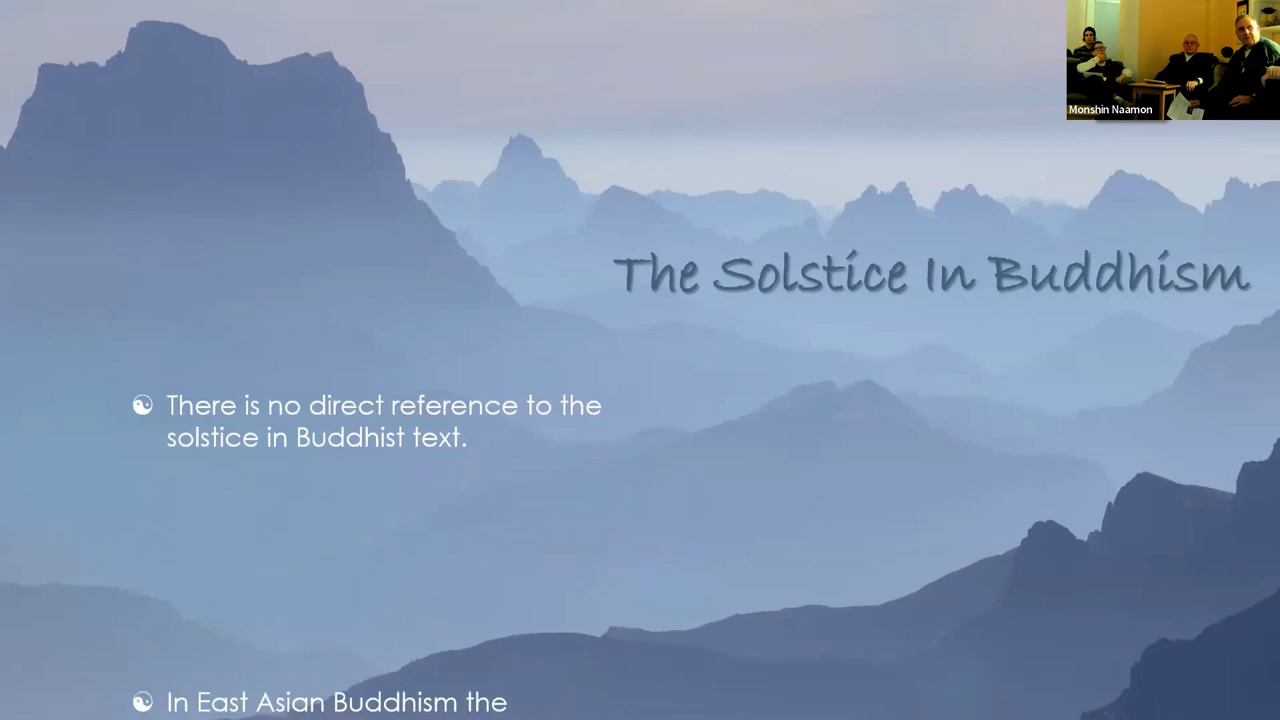 Monshin Naamon
The Solstice In Buddhism
There is no direct reference to the
solstice in Buddhist text.
In East Asian Buddhism the